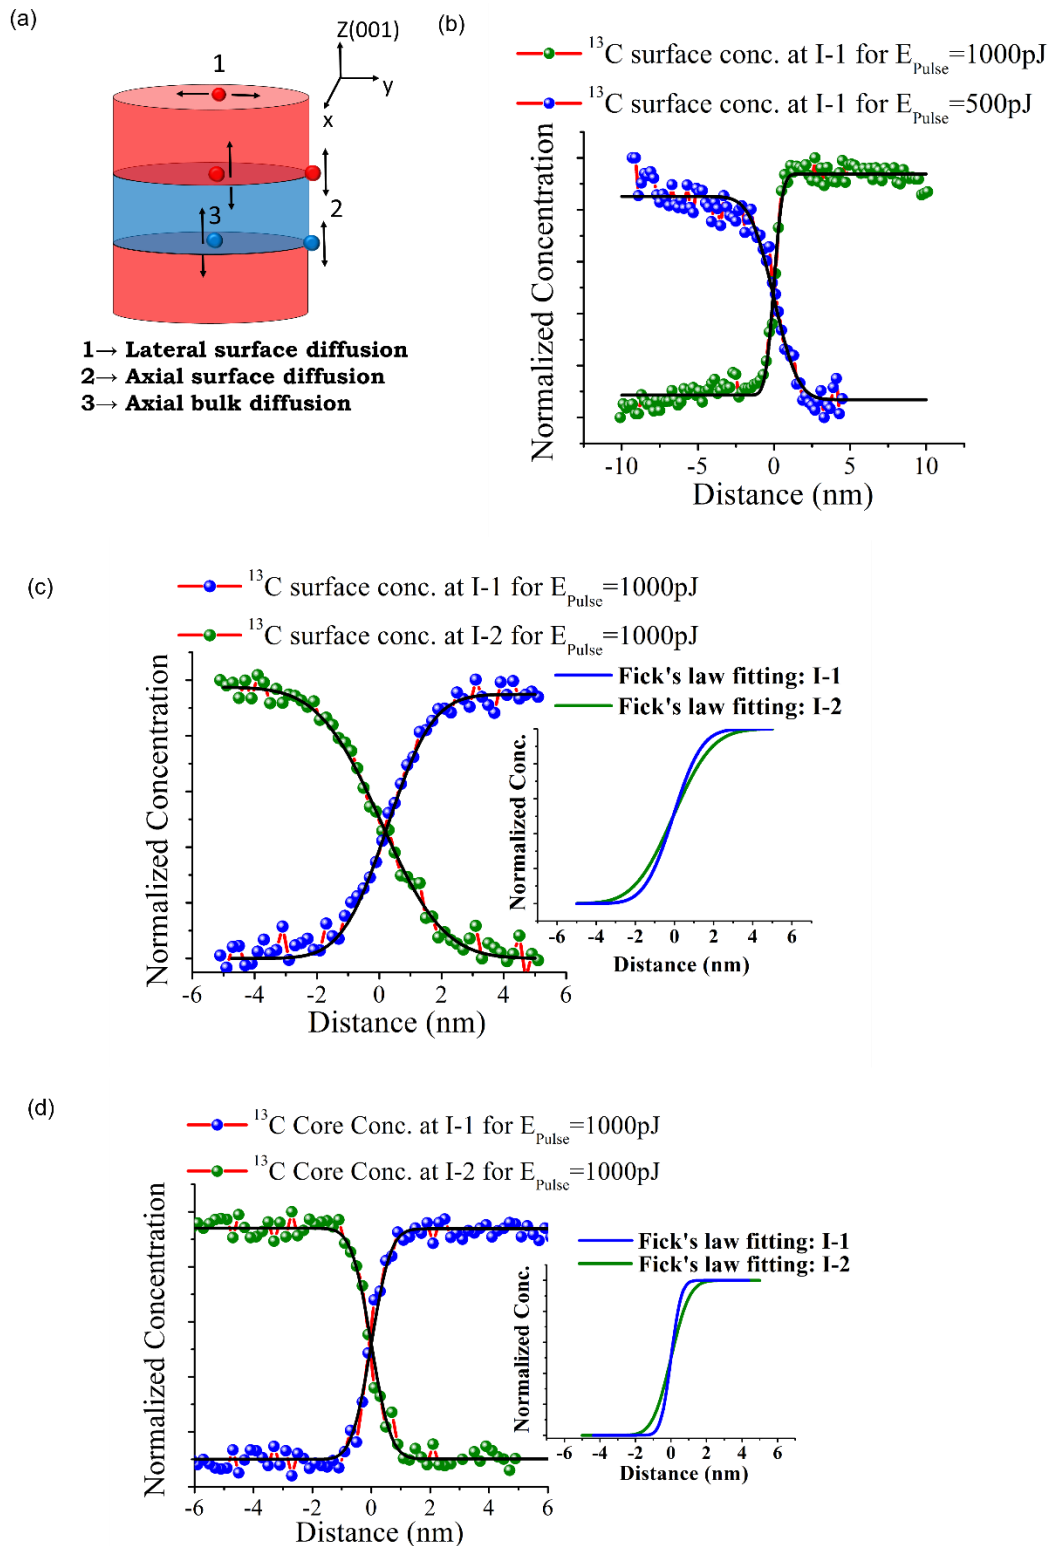 (a)
Z(001)
1
y
x
3
2
1→ Lateral surface diffusion
2→ Axial surface diffusion
3→ Axial bulk diffusion
(b)
¹³C surface conc. at I-1 for E_Pulse=1000pJ
¹³C surface conc. at I-1 for E_Pulse=500pJ
Normalized Concentration
-10 -5 0 5 10
Distance (nm)
(c)
¹³C surface conc. at I-1 for E_Pulse=1000pJ
¹³C surface conc. at I-2 for E_Pulse=1000pJ
Normalized Concentration
-6 -4 -2 0 2 4 6
Distance (nm)
Fick's law fitting: I-1
Fick's law fitting: I-2
Normalized Conc.
-6 -4 -2 0 2 4 6
Distance (nm)
(d)
¹³C Core Conc. at I-1 for E_Pulse=1000pJ
¹³C Core Conc. at I-2 for E_Pulse=1000pJ
Normalized Concentration
-6 -4 -2 0 2 4 6
Distance (nm)
Fick's law fitting: I-1
Fick's law fitting: I-2
Normalized Conc.
-6 -4 -2 0 2 4 6
Distance (nm)